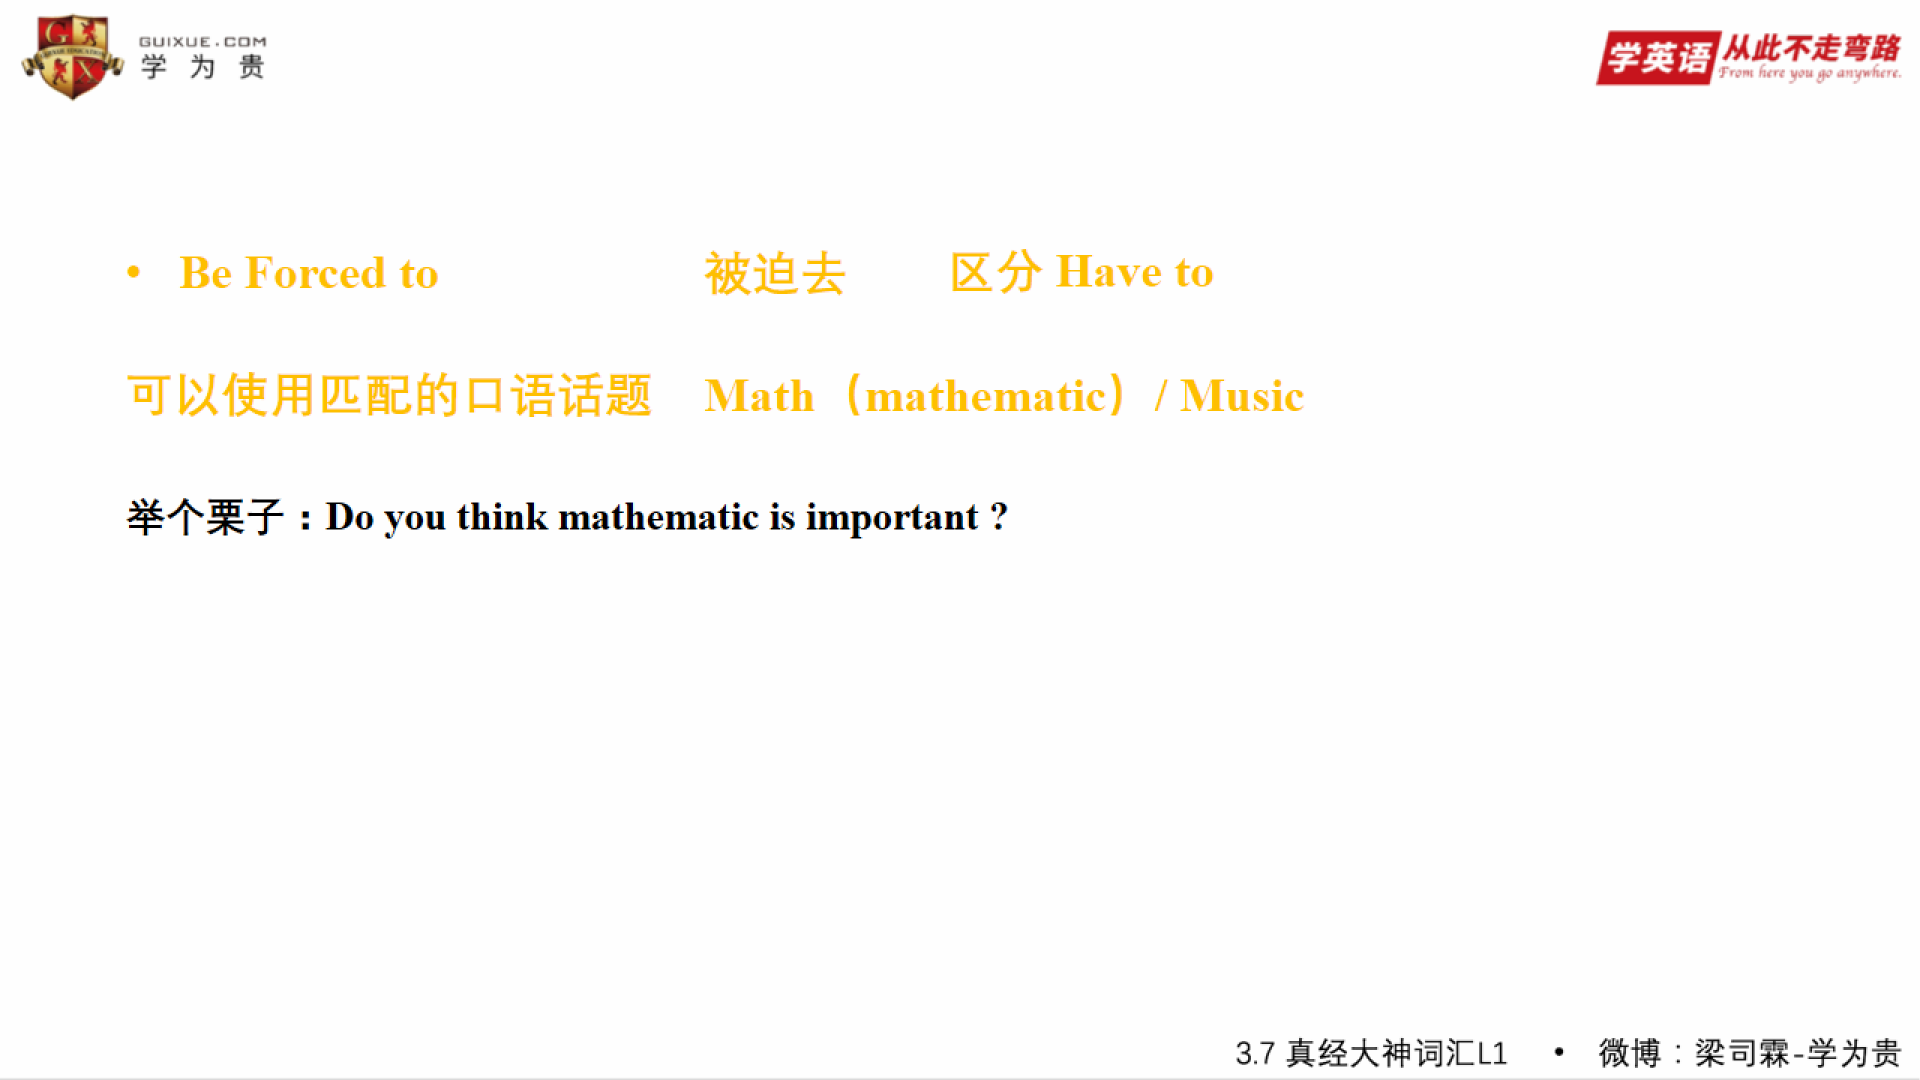 GUIXUE.COM
学为贵
学英语 从此不走弯路
From here you go anywhere.
• Be Forced to 被迫去 区分 Have to
可以使用匹配的口语话题 Math（mathematic）/ Music
举个栗子：Do you think mathematic is important ?
3.7 真经大神词汇L1 • 微博：梁司霖-学为贵